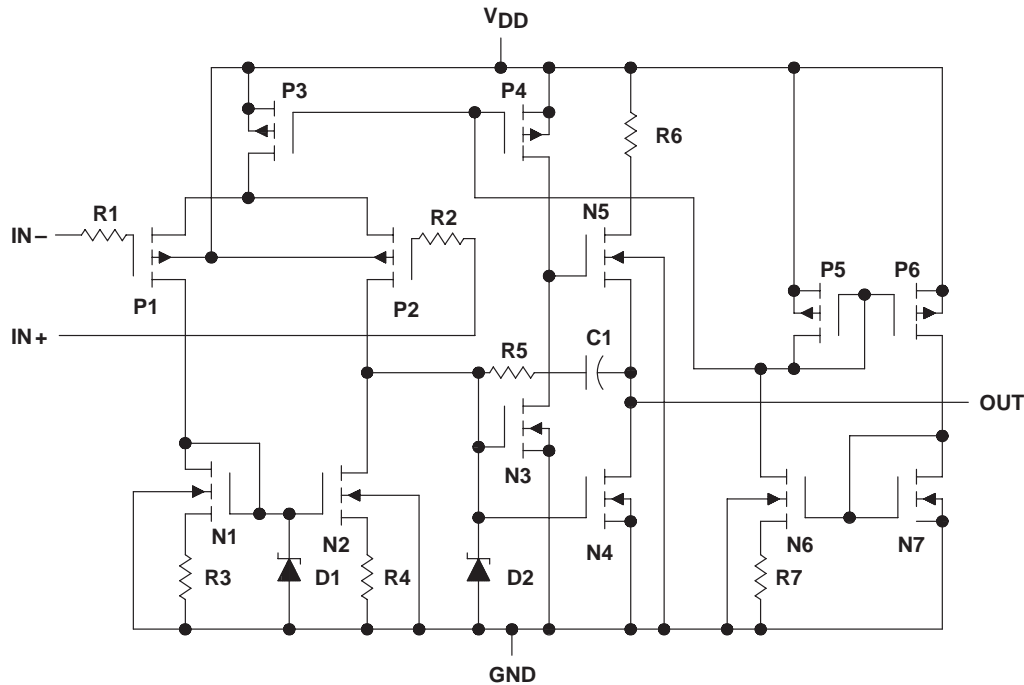 VDD
P3
P4
R6
R1
R2
N5
IN−
P5
P6
P1
P2
IN+
R5
C1
OUT
N3
N1
N2
N4
N6
N7
R3
D1
R4
D2
R7
GND